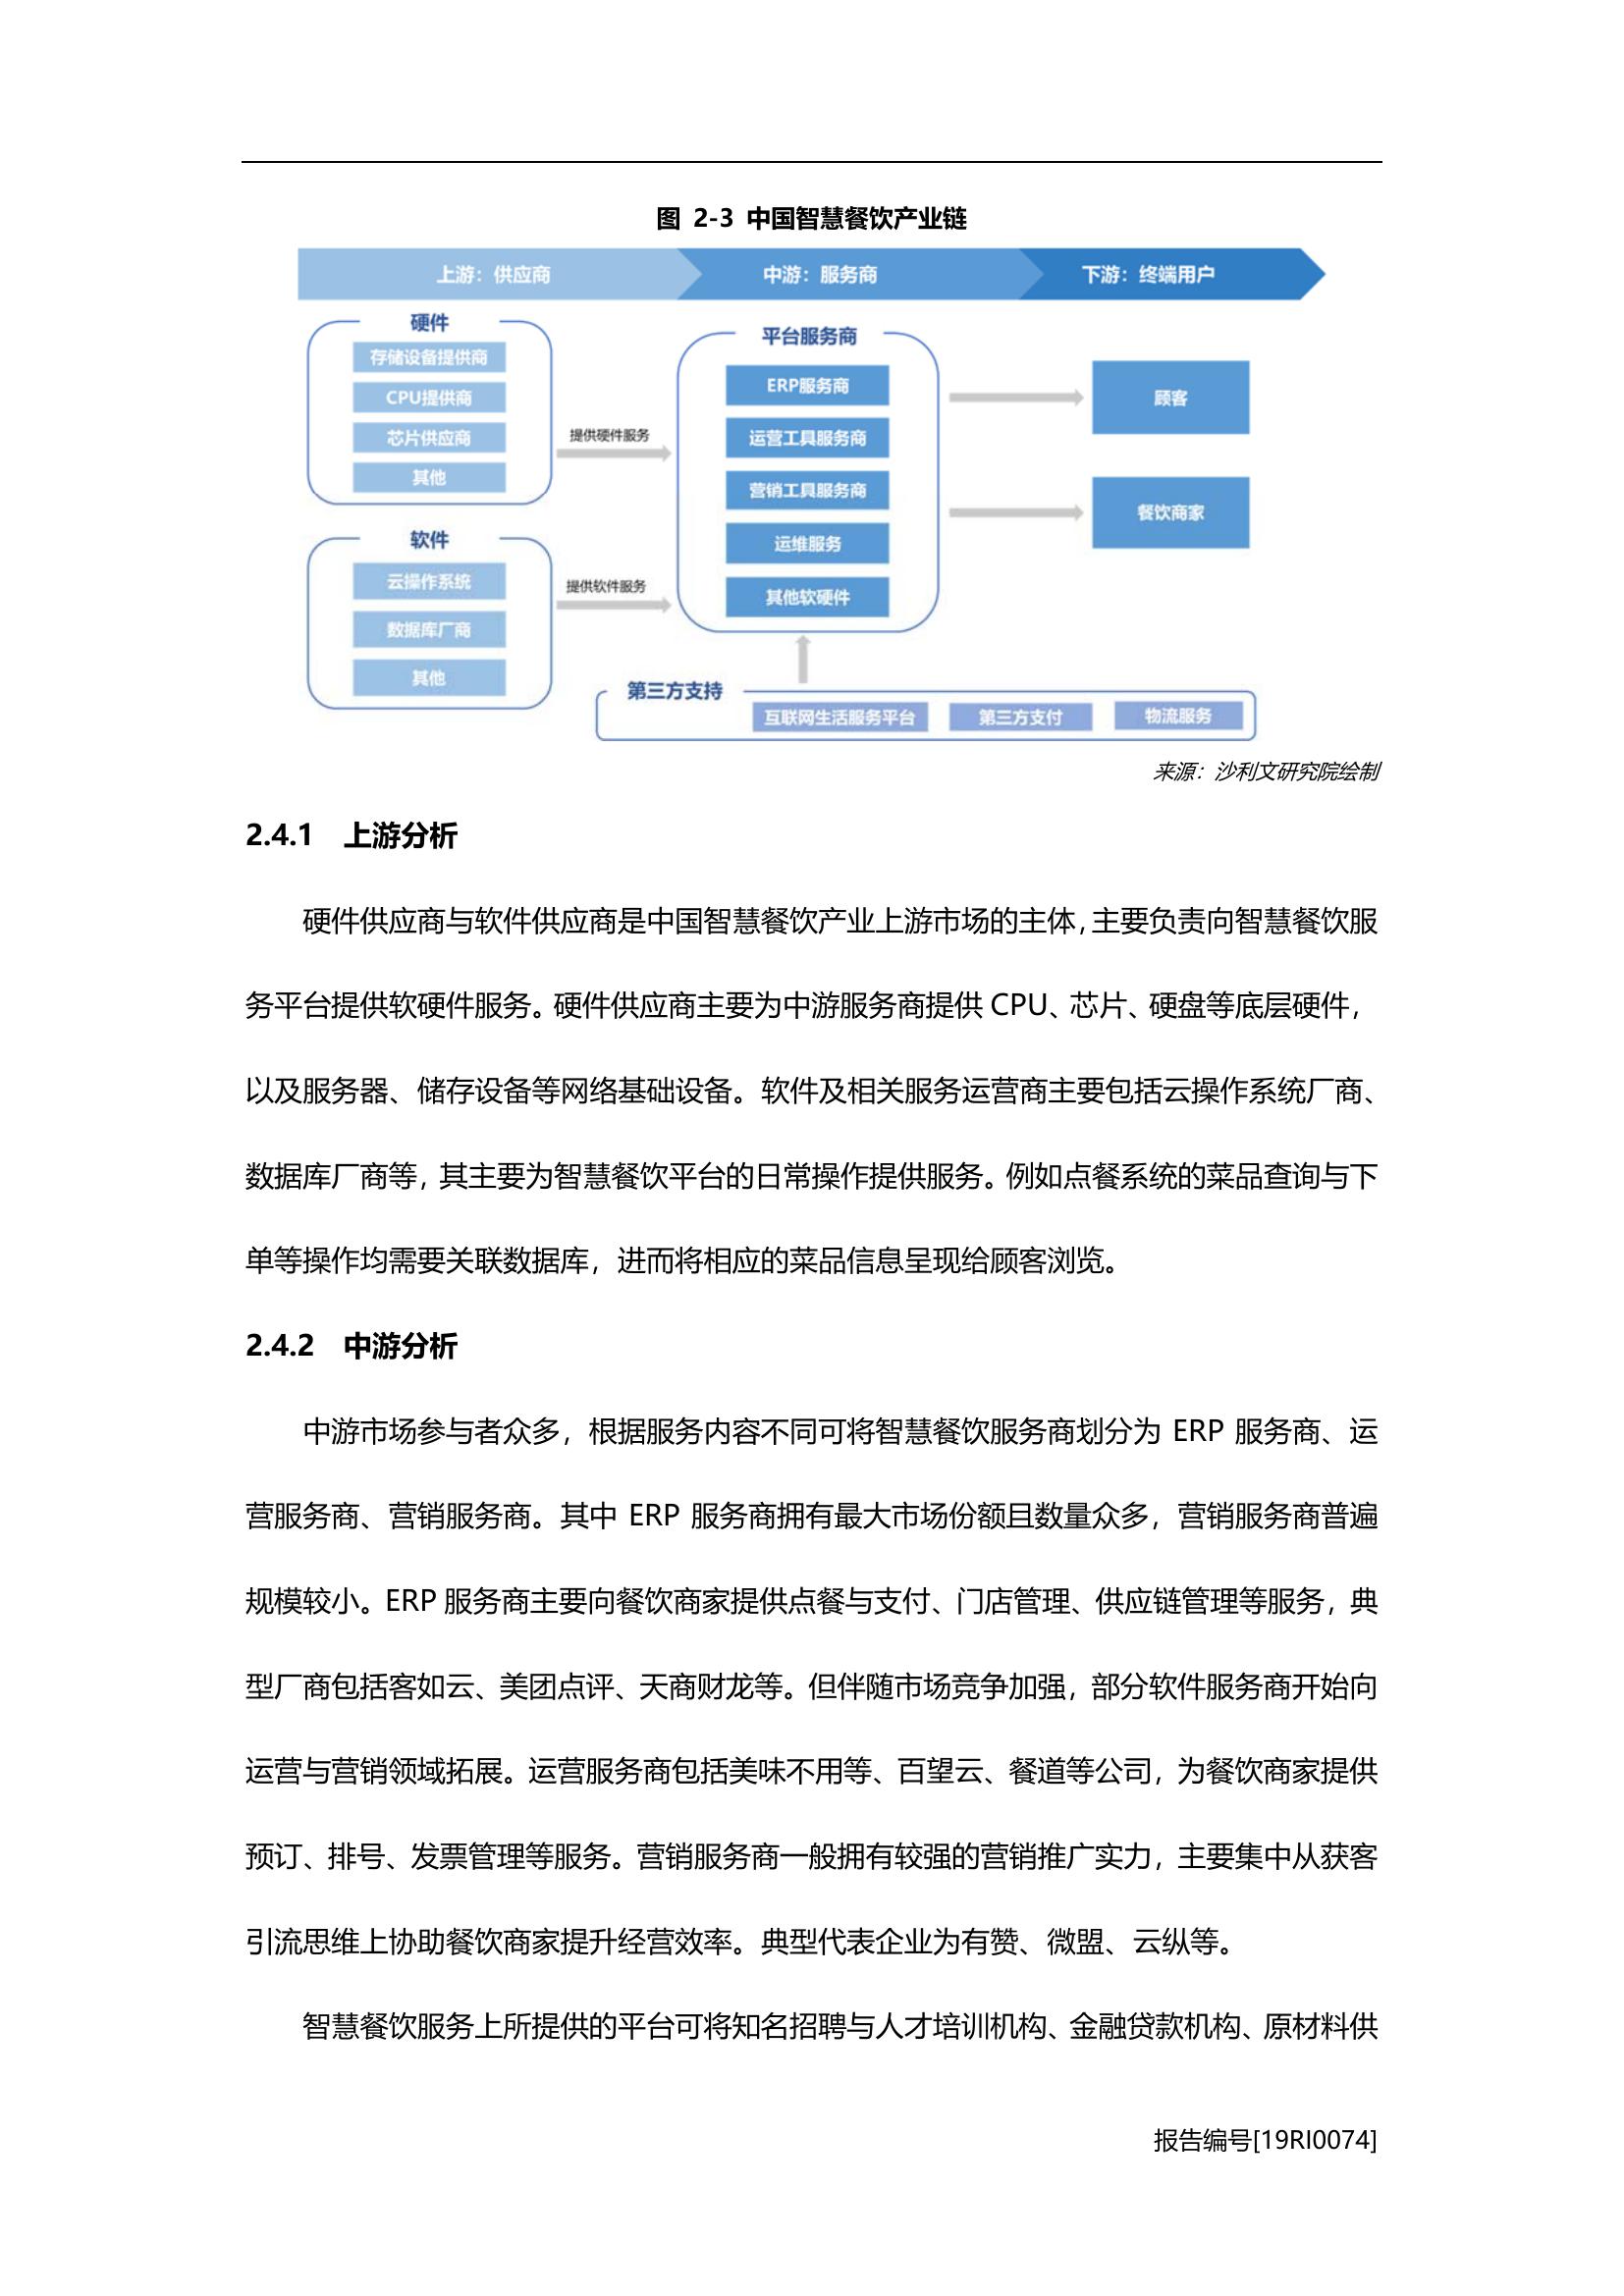 图 2-3 中国智慧餐饮产业链
上游：供应商
中游：服务商
下游：终端用户
硬件
存储设备提供商
CPU提供商
芯片供应商
其他
提供硬件服务
软件
云操作系统
数据库厂商
其他
提供软件服务
平台服务商
ERP服务商
运营工具服务商
营销工具服务商
运维服务
其他软硬件
顾客
餐饮商家
第三方支持
互联网生活服务平台
第三方支付
物流服务
来源：沙利文研究院绘制
2.4.1 上游分析
硬件供应商与软件供应商是中国智慧餐饮产业上游市场的主体，主要负责向智慧餐饮服
务平台提供软硬件服务。硬件供应商主要为中游服务商提供 CPU、芯片、硬盘等底层硬件，
以及服务器、储存设备等网络基础设备。软件及相关服务运营商主要包括云操作系统厂商、
数据库厂商等，其主要为智慧餐饮平台的日常操作提供服务。例如点餐系统的菜品查询与下
单等操作均需要关联数据库，进而将相应的菜品信息呈现给顾客浏览。
2.4.2 中游分析
中游市场参与者众多，根据服务内容不同可将智慧餐饮服务商划分为 ERP 服务商、运
营服务商、营销服务商。其中 ERP 服务商拥有最大市场份额且数量众多，营销服务商普遍
规模较小。ERP 服务商主要向餐饮商家提供点餐与支付、门店管理、供应链管理等服务，典
型厂商包括客如云、美团点评、天商财龙等。但伴随市场竞争加强，部分软件服务商开始向
运营与营销领域拓展。运营服务商包括美味不用等、百望云、餐道等公司，为餐饮商家提供
预订、排号、发票管理等服务。营销服务商一般拥有较强的营销推广实力，主要集中从获客
引流思维上协助餐饮商家提升经营效率。典型代表企业为有赞、微盟、云纵等。
智慧餐饮服务上所提供的平台可将知名招聘与人才培训机构、金融贷款机构、原材料供
报告编号[19RI0074]